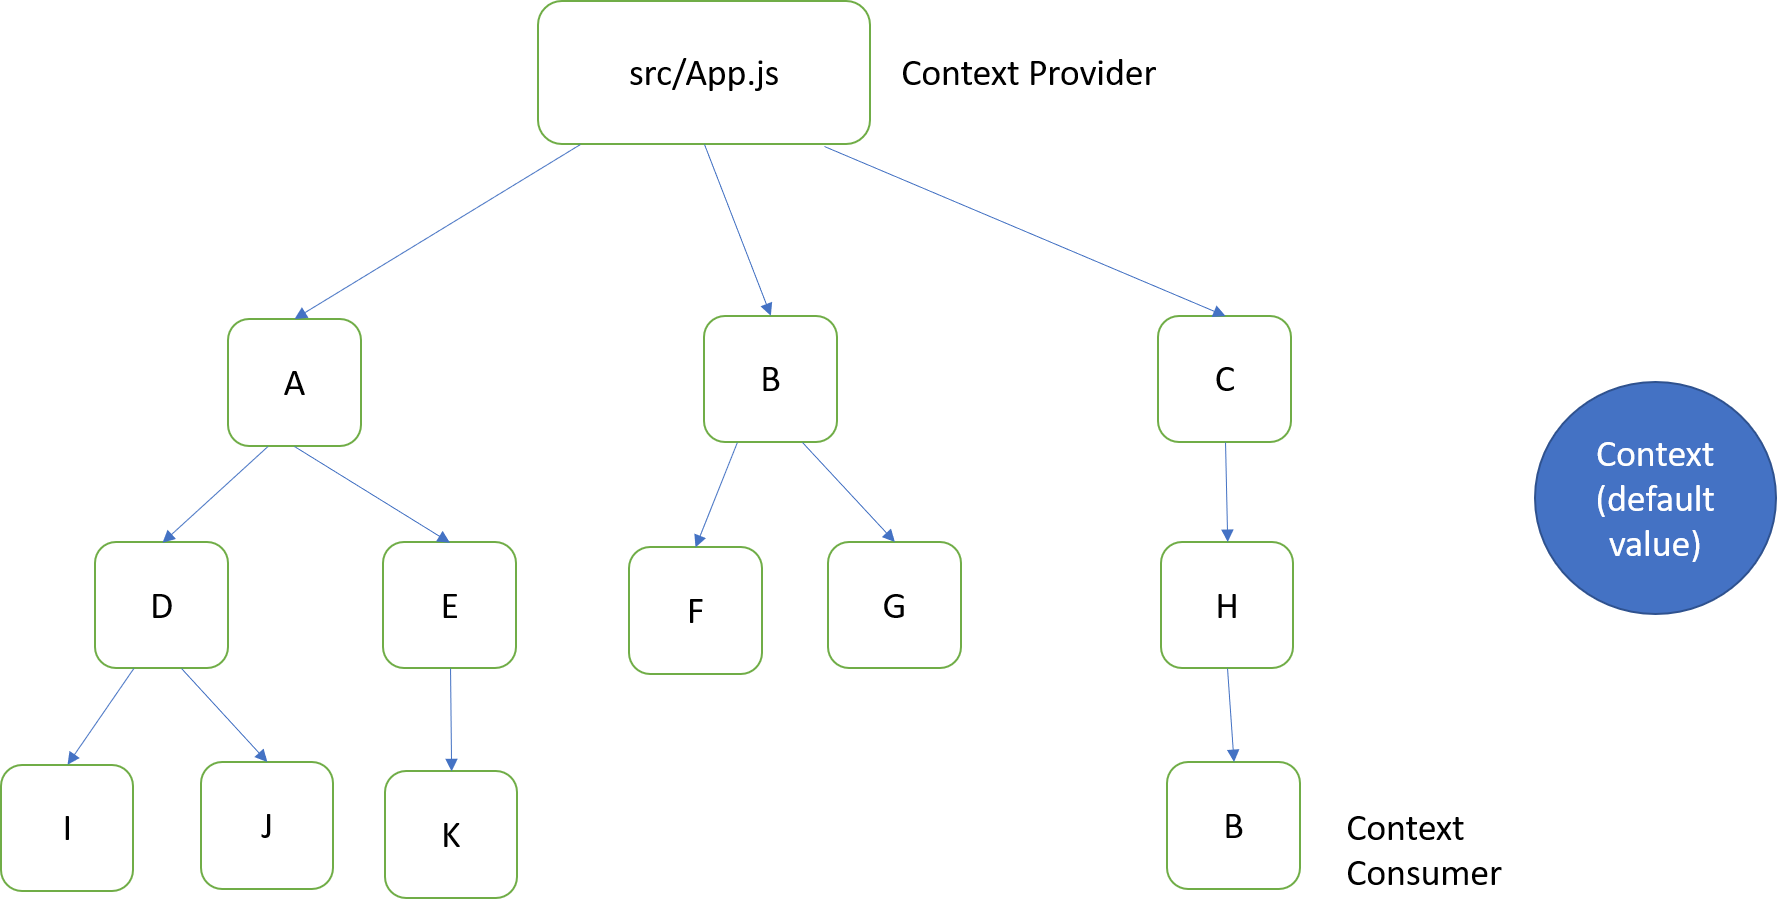 src/App.js
Context Provider
A
B
C
Context
(default
value)
D
E
F
G
H
I
J
K
B
Context
Consumer